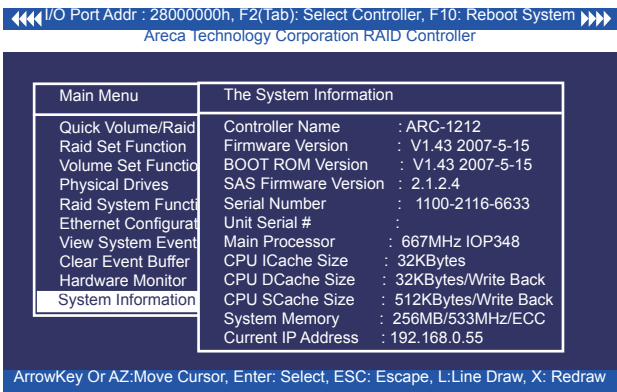 I/O Port Addr : 28000000h, F2(Tab): Select Controller, F10: Reboot System
Areca Technology Corporation RAID Controller
Main Menu
Quick Volume/Raid
Raid Set Function
Volume Set Functio
Physical Drives
Raid System Functi
Ethernet Configurat
View System Event
Clear Event Buffer
Hardware Monitor
System Information
The System Information
Controller Name : ARC-1212
Firmware Version : V1.43 2007-5-15
BOOT ROM Version : V1.43 2007-5-15
SAS Firmware Version : 2.1.2.4
Serial Number : 1100-2116-6633
Unit Serial # :
Main Processor : 667MHz IOP348
CPU ICache Size : 32KBytes
CPU DCache Size : 32KBytes/Write Back
CPU SCache Size : 512KBytes/Write Back
System Memory : 256MB/533MHz/ECC
Current IP Address : 192.168.0.55
ArrowKey Or AZ:Move Cursor, Enter: Select, ESC: Escape, L:Line Draw, X: Redraw